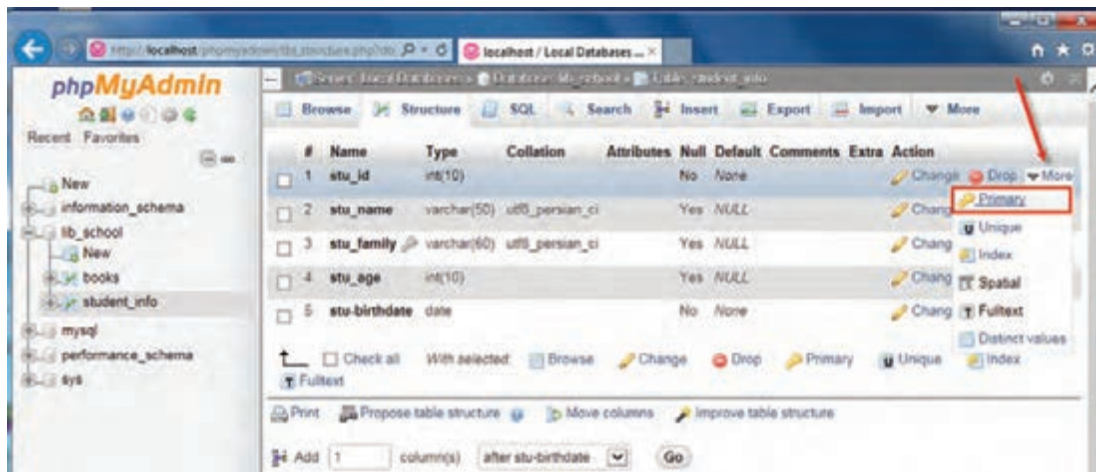 localhost
localhost / Local Databases ...
phpMyAdmin
Recent Favorites
New
information_schema
lib_school
New
books
student_info
mysql
performance_schema
sys
Browse Structure SQL Search Insert Export Import More
# Name Type Collation Attributes Null Default Comments Extra Action
1 stu_id int(10) No None Change Drop More
2 stu_name varchar(50) utf8_persian_ci Yes NULL Chang
3 stu_family varchar(60) utf8_persian_ci Yes NULL Chang
4 stu_age int(10) Yes NULL Chang
5 stu-birthdate date No None Chang
Primary
Unique
Index
Spatial
Fulltext
Distinct values
Check all With selected: Browse Change Drop Primary Unique Index
Fulltext
Print Propose table structure Move columns Improve table structure
Add 1 column(s) after stu-birthdate Go